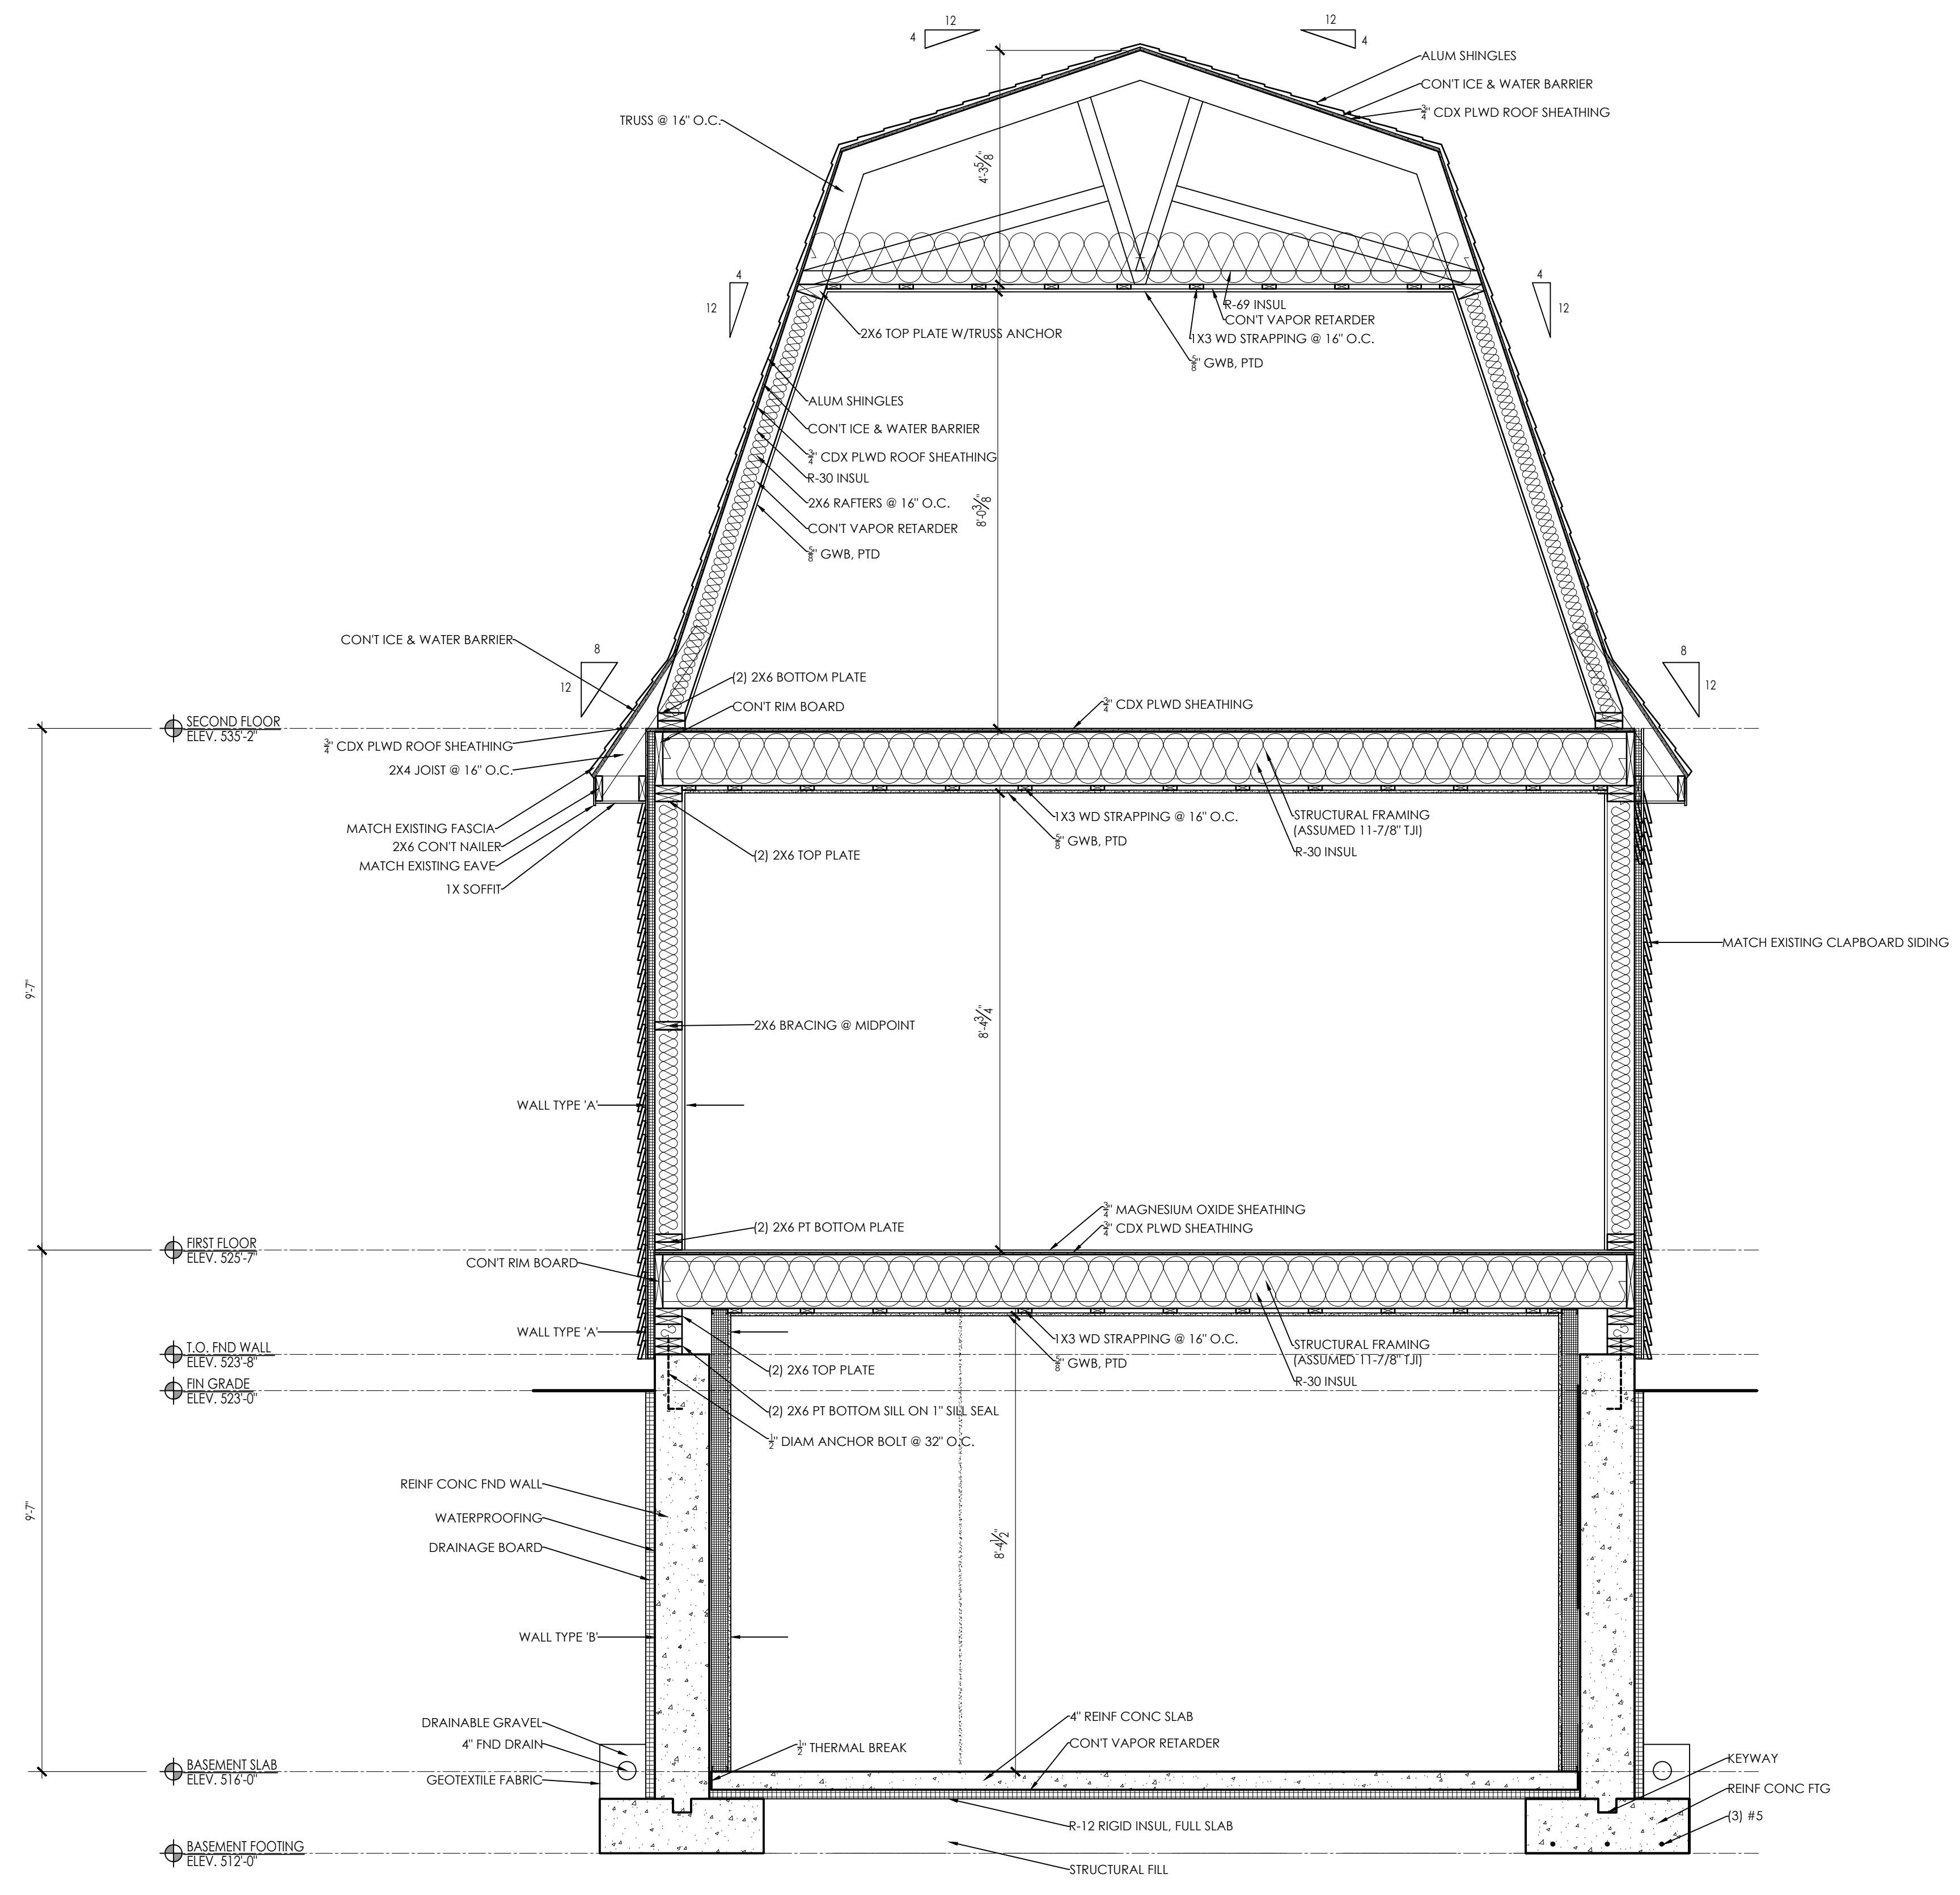 12
4
12
4
ALUM SHINGLES
CON'T ICE & WATER BARRIER
3/4" CDX PLWD ROOF SHEATHING
TRUSS @ 16" O.C.
4'-3 5/8"
4
12
4
12
R-69 INSUL
CON'T VAPOR RETARDER
1X3 WD STRAPPING @ 16" O.C.
5/8" GWB, PTD
2X6 TOP PLATE W/TRUSS ANCHOR
ALUM SHINGLES
CON'T ICE & WATER BARRIER
3/4" CDX PLWD ROOF SHEATHING
R-30 INSUL
2X6 RAFTERS @ 16" O.C.
CON'T VAPOR RETARDER
5/8" GWB, PTD
8'-0 3/8"
CON'T ICE & WATER BARRIER
8
12
8
12
(2) 2X6 BOTTOM PLATE
CON'T RIM BOARD
3/4" CDX PLWD SHEATHING
SECOND FLOOR
ELEV. 535'-2"
3/4" CDX PLWD ROOF SHEATHING
2X4 JOIST @ 16" O.C.
MATCH EXISTING FASCIA
2X6 CON'T NAILER
MATCH EXISTING EAVE
1X SOFFIT
1X3 WD STRAPPING @ 16" O.C.
5/8" GWB, PTD
STRUCTURAL FRAMING
(ASSUMED 11-7/8" TJI)
R-30 INSUL
(2) 2X6 TOP PLATE
MATCH EXISTING CLAPBOARD SIDING
9'-7"
8'-4 3/4"
2X6 BRACING @ MIDPOINT
WALL TYPE 'A'
3/4" MAGNESIUM OXIDE SHEATHING
3/4" CDX PLWD SHEATHING
(2) 2X6 PT BOTTOM PLATE
FIRST FLOOR
ELEV. 525'-7"
CON'T RIM BOARD
WALL TYPE 'A'
1X3 WD STRAPPING @ 16" O.C.
5/8" GWB, PTD
STRUCTURAL FRAMING
(ASSUMED 11-7/8" TJI)
R-30 INSUL
T.O. FND WALL
ELEV. 523'-8"
(2) 2X6 TOP PLATE
FIN GRADE
ELEV. 523'-0"
(2) 2X6 PT BOTTOM SILL ON 1" SILL SEAL
1/2" DIAM ANCHOR BOLT @ 32" O.C.
REINF CONC FND WALL
WATERPROOFING
DRAINAGE BOARD
9'-7"
8'-4 1/2"
WALL TYPE 'B'
DRAINABLE GRAVEL
4" FND DRAIN
GEOTEXTILE FABRIC
1/2" THERMAL BREAK
4" REINF CONC SLAB
CON'T VAPOR RETARDER
BASEMENT SLAB
ELEV. 516'-0"
KEYWAY
REINF CONC FTG
(3) #5
R-12 RIGID INSUL, FULL SLAB
STRUCTURAL FILL
BASEMENT FOOTING
ELEV. 512'-0"